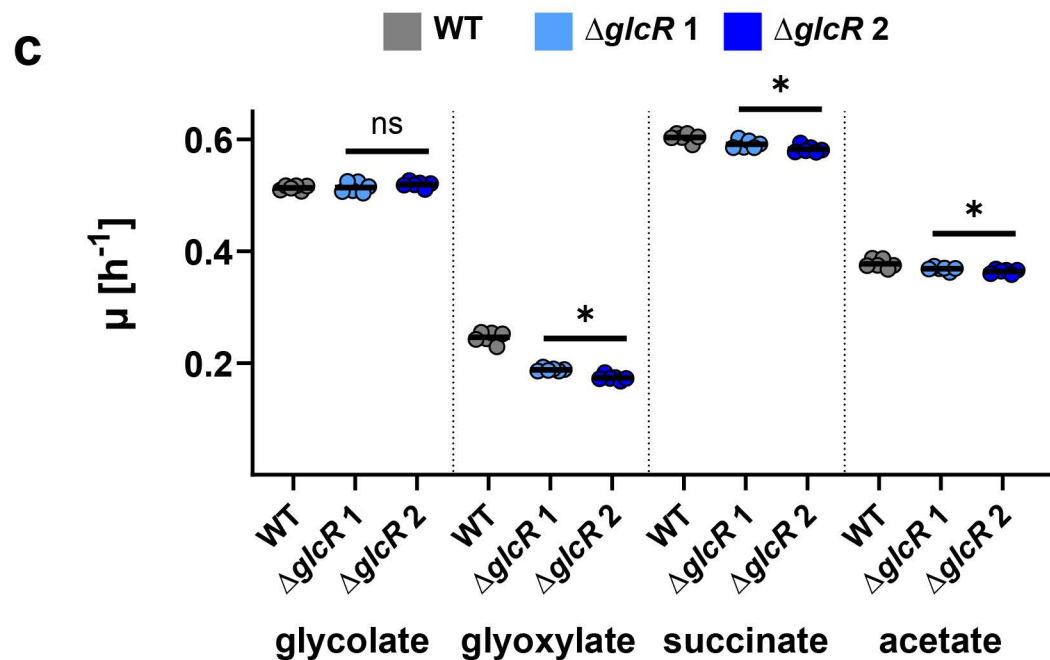 c
WT ΔglcR 1 ΔglcR 2
ns * * *
μ [h⁻¹]
0.6
0.4
0.2
WT ΔglcR 1 ΔglcR 2 WT ΔglcR 1 ΔglcR 2 WT ΔglcR 1 ΔglcR 2 WT ΔglcR 1 ΔglcR 2
glycolate glyoxylate succinate acetate